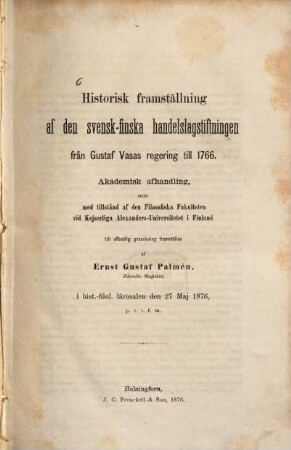 6
Historisk framställning
af den svensk-finska handelslagstiftningen
från Gustaf Vasas regering till 1766.
Akademisk afhandling,
som
med tillstånd af den Filosofiska Fakulteten
vid Kejserliga Alexanders-Universitetet i Finland
till offentlig granskning framställes
af
Ernst Gustaf Palmén,
Filosofie Magister,
i hist.-filol. lärosalen den 27 Maj 1876,
p. v. t. f. m.
Helsingfors,
J. C. Frenckell & Son, 1876.